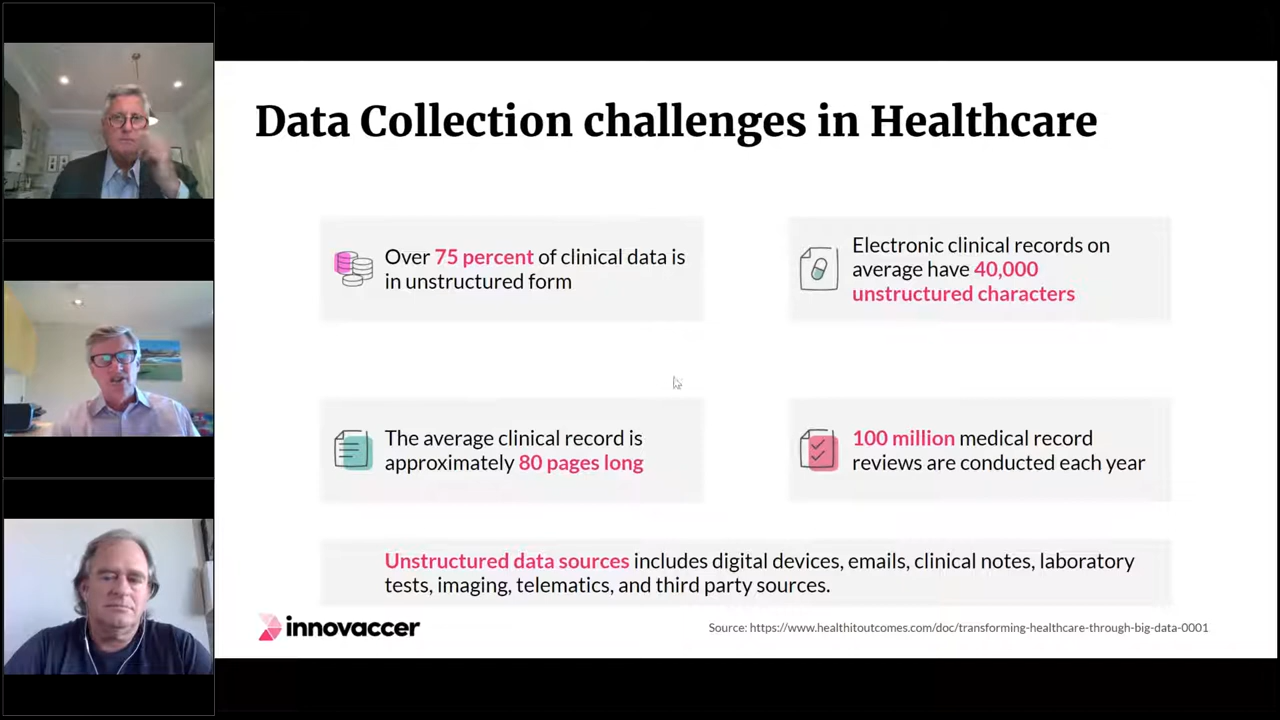 Data Collection challenges in Healthcare
Over 75 percent of clinical data is
in unstructured form
Electronic clinical records on
average have 40,000
unstructured characters
The average clinical record is
approximately 80 pages long
100 million medical record
reviews are conducted each year
Unstructured data sources includes digital devices, emails, clinical notes, laboratory
tests, imaging, telematics, and third party sources.
innovaccer
Source: https://www.healthitoutcomes.com/doc/transforming-healthcare-through-big-data-0001